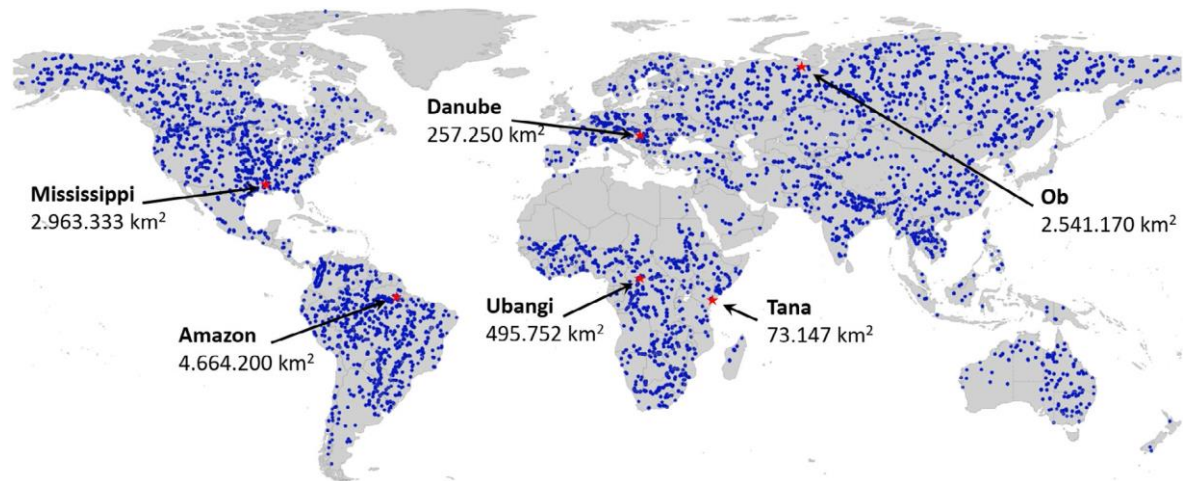 Danube
257.250 km²
Mississippi
2.963.333 km²
Ob
2.541.170 km²
Amazon
4.664.200 km²
Ubangi
495.752 km²
Tana
73.147 km²